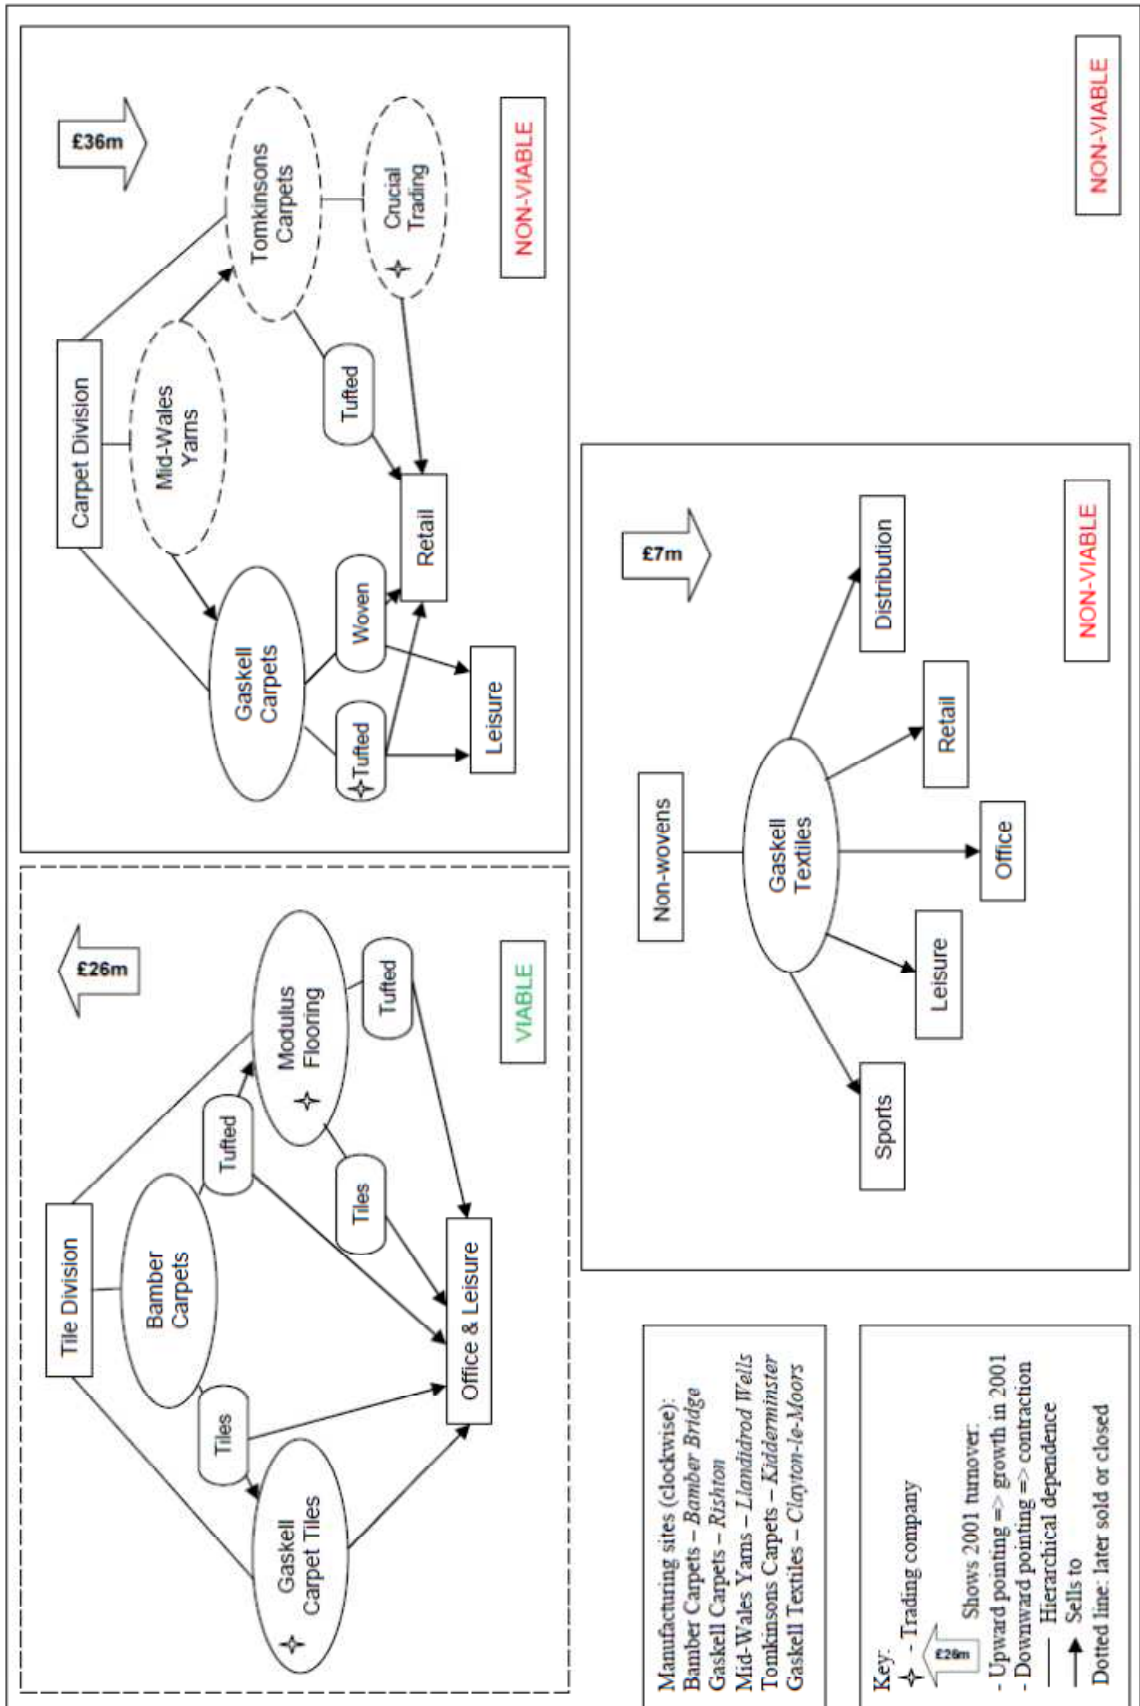 Tile Division
£26m
Bamber
Carpets
Tiles
Tufted
Gaskell
Carpet Tiles
Modulus
Flooring
Tiles
Tufted
Office & Leisure
VIABLE
Carpet Division
£36m
Mid-Wales
Yarns
Gaskell
Carpets
Tomkinsons
Carpets
Tufted
Woven
Tufted
Crucial
Trading
Leisure
Retail
NON-VIABLE
Manufacturing sites (clockwise):
Bamber Carpets – Bamber Bridge
Gaskell Carpets – Rishton
Mid-Wales Yarns – Llandidrod Wells
Tomkinsons Carpets – Kidderminster
Gaskell Textiles – Clayton-le-Moors
Key:
- Trading company
£26m
Shows 2001 turnover:
- Upward pointing => growth in 2001
- Downward pointing => contraction
Hierarchical dependence
Sells to
Dotted line: later sold or closed
Non-wovens
£7m
Gaskell
Textiles
Sports
Leisure
Office
Retail
Distribution
NON-VIABLE
NON-VIABLE